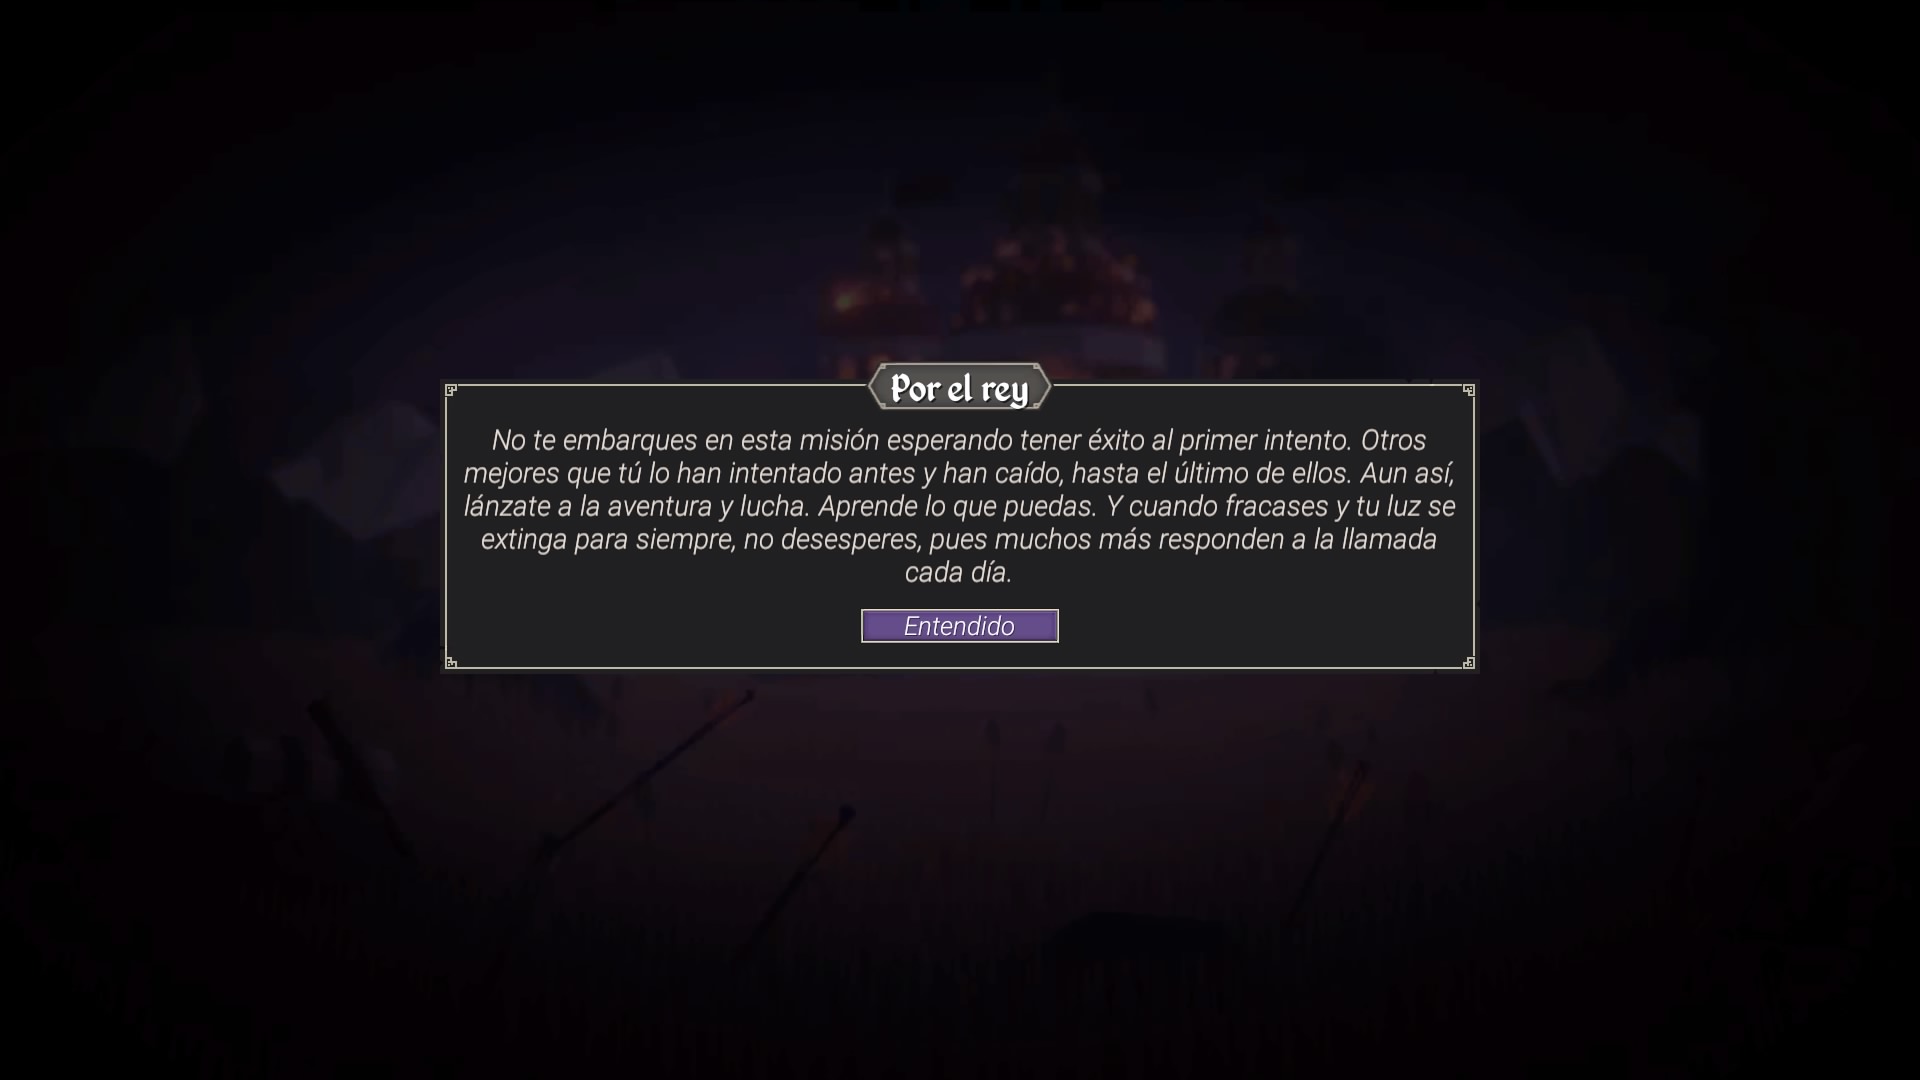 Por el rey
No te embarques en esta misión esperando tener éxito al primer intento. Otros
mejores que tú lo han intentado antes y han caído, hasta el último de ellos. Aun así,
lánzate a la aventura y lucha. Aprende lo que puedas. Y cuando fracases y tu luz se
extinga para siempre, no desesperes, pues muchos más responden a la llamada
cada día.
Entendido